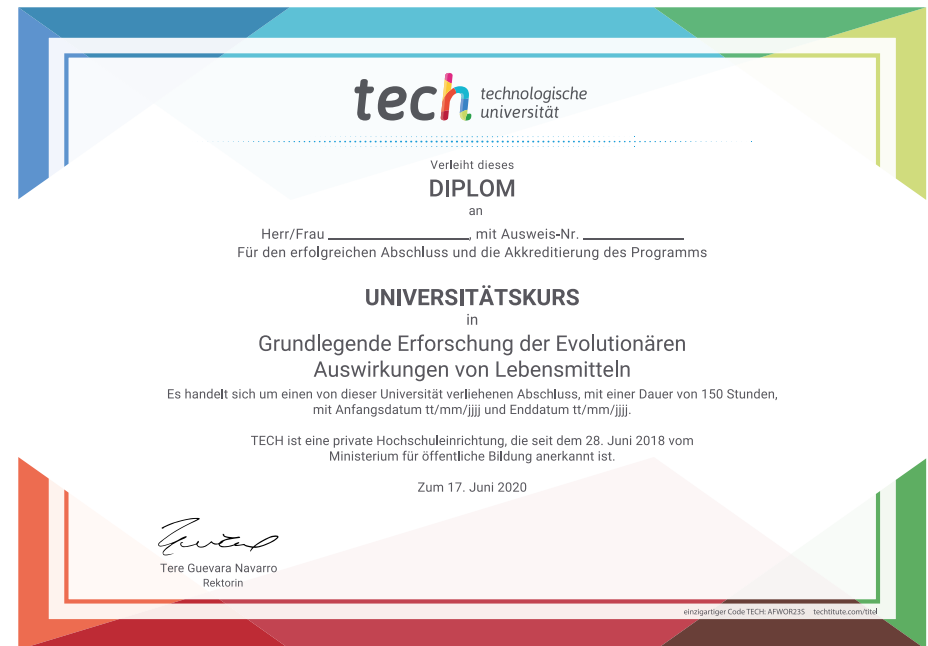 tech technologische
universität
Verleiht dieses
DIPLOM
an
Herr/Frau ____________________, mit Ausweis-Nr. ______________
Für den erfolgreichen Abschluss und die Akkreditierung des Programms
UNIVERSITÄTSKURS
in
Grundlegende Erforschung der Evolutionären
Auswirkungen von Lebensmitteln
Es handelt sich um einen von dieser Universität verliehenen Abschluss, mit einer Dauer von 150 Stunden,
mit Anfangsdatum tt/mm/jjjj und Enddatum tt/mm/jjjj.
TECH ist eine private Hochschuleinrichtung, die seit dem 28. Juni 2018 vom
Ministerium für öffentliche Bildung anerkannt ist.
Zum 17. Juni 2020
Tere Guevara Navarro
Rektorin
einzigartiger Code TECH: AFWOR235 techtitute.com/titel